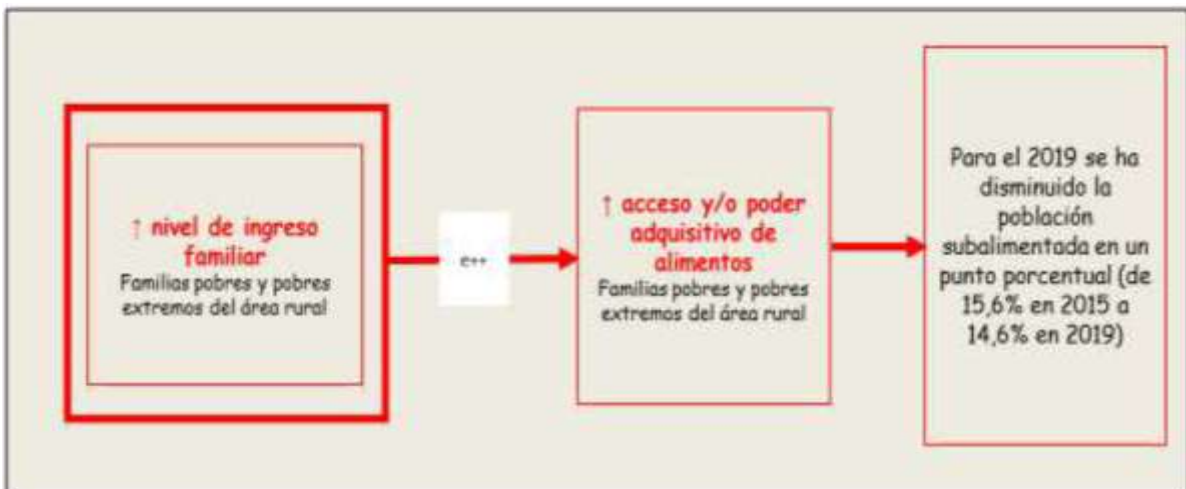 ↑ nivel de ingreso
familiar
Familias pobres y pobres
extremos del área rural
e++
↑ acceso y/o poder
adquisitivo de
alimentos
Familias pobres y pobres
extremos del área rural
Para el 2019 se ha
disminuido la
población
subalimentada en un
punto porcentual (de
15,6% en 2015 a
14,6% en 2019)